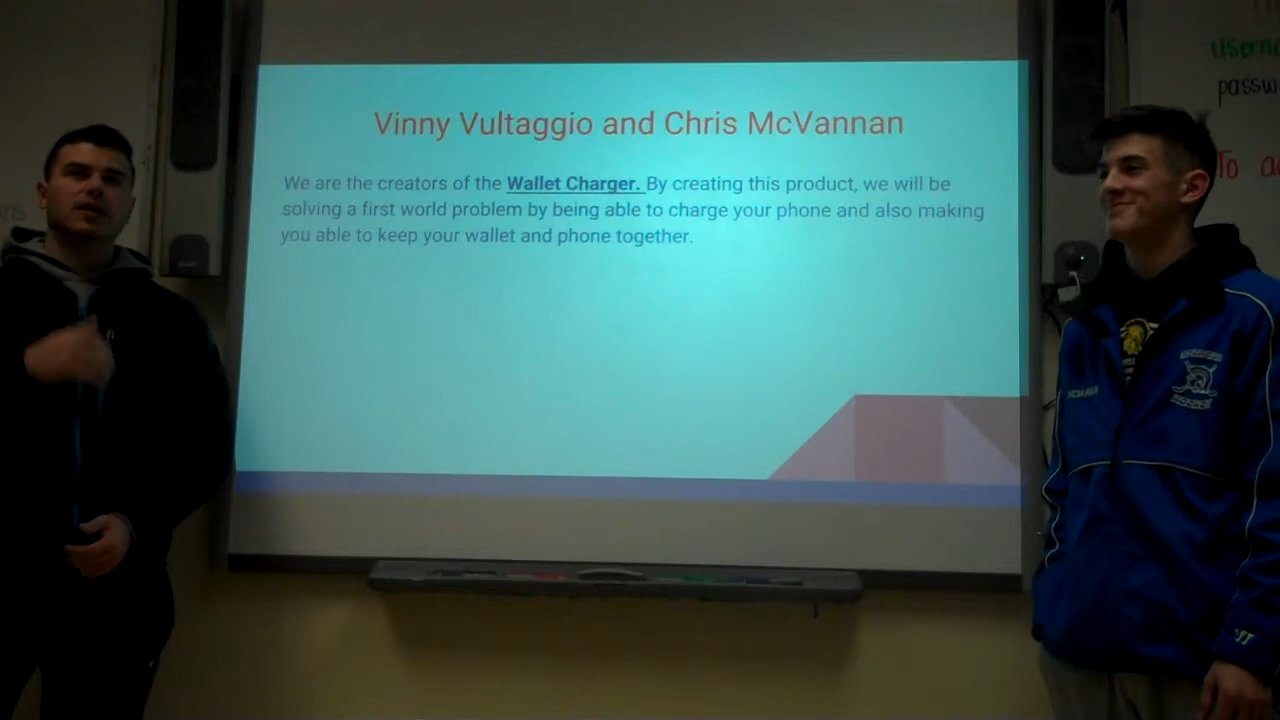 Vinny Vultaggio and Chris McVannan
We are the creators of the Wallet Charger. By creating this product, we will be
solving a first world problem by being able to charge your phone and also making
you able to keep your wallet and phone together.
To